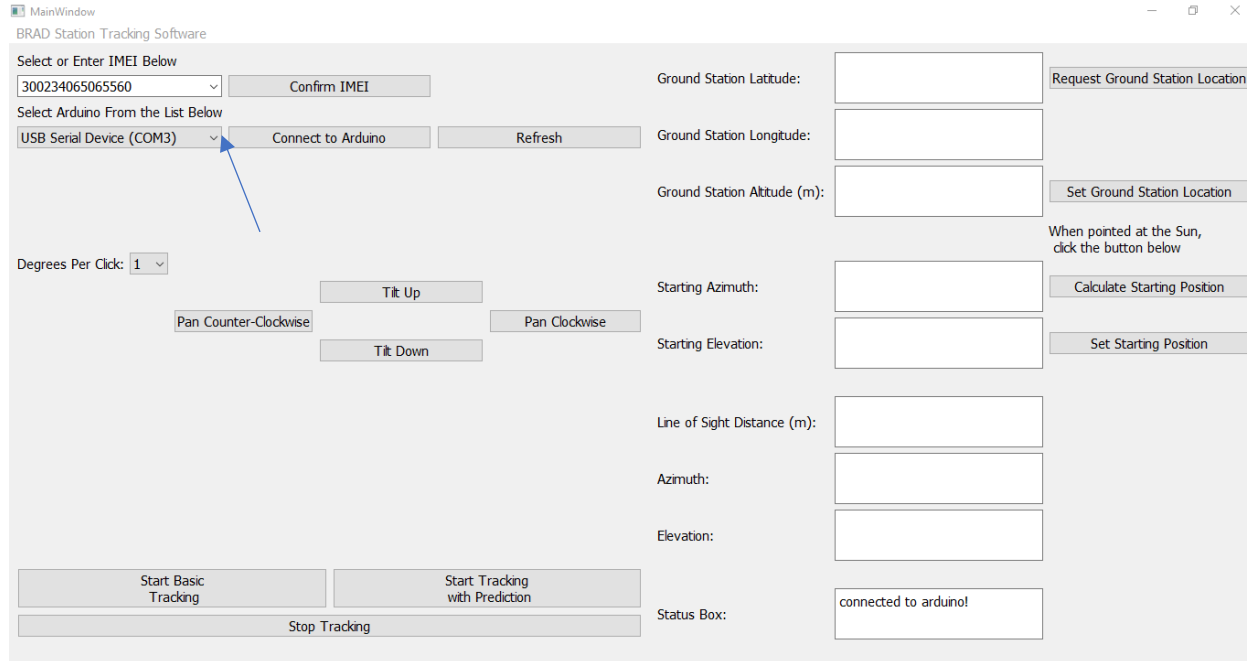 MainWindow
BRAD Station Tracking Software
Select or Enter IMEI Below
300234065065560
Confirm IMEI
Select Arduino From the List Below
USB Serial Device (COM3)
Connect to Arduino
Refresh
Degrees Per Click:
1
Tilt Up
Pan Counter-Clockwise
Pan Clockwise
Tilt Down
Start Basic
Tracking
Start Tracking
with Prediction
Stop Tracking
Ground Station Latitude:
Request Ground Station Location
Ground Station Longitude:
Ground Station Altitude (m):
Set Ground Station Location
When pointed at the Sun,
click the button below
Starting Azimuth:
Calculate Starting Position
Starting Elevation:
Set Starting Position
Line of Sight Distance (m):
Azimuth:
Elevation:
Status Box:
connected to arduino!